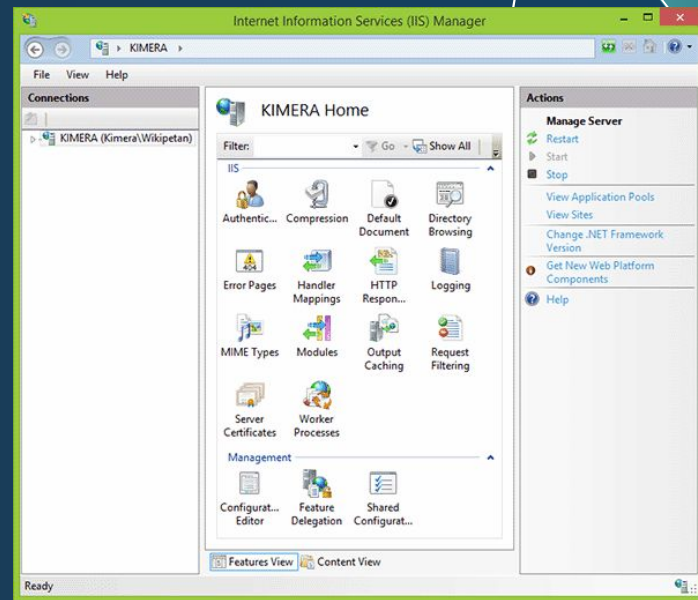 Internet Information Services (IIS) Manager
KIMERA
File View Help
Connections
KIMERA (Kimera\Wikipetan)
KIMERA Home
Filter: Go Show All
IIS
Authentic... Compression Default Document Directory Browsing
Error Pages Handler Mappings HTTP Respon... Logging
MIME Types Modules Output Caching Request Filtering
Server Certificates Worker Processes
Management
Configurat... Editor Feature Delegation Shared Configurat...
Features View Content View
Actions
Manage Server
Restart
Start
Stop
View Application Pools
View Sites
Change .NET Framework
Version
Get New Web Platform
Components
Help
Ready